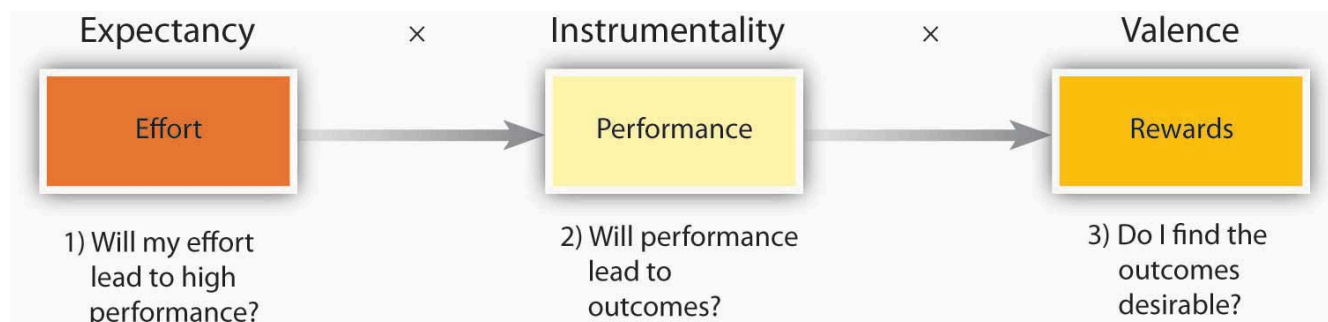 Expectancy × Instrumentality × Valence
Effort
Performance
Rewards
1) Will my effort
lead to high
performance?
2) Will performance
lead to
outcomes?
3) Do I find the
outcomes
desirable?